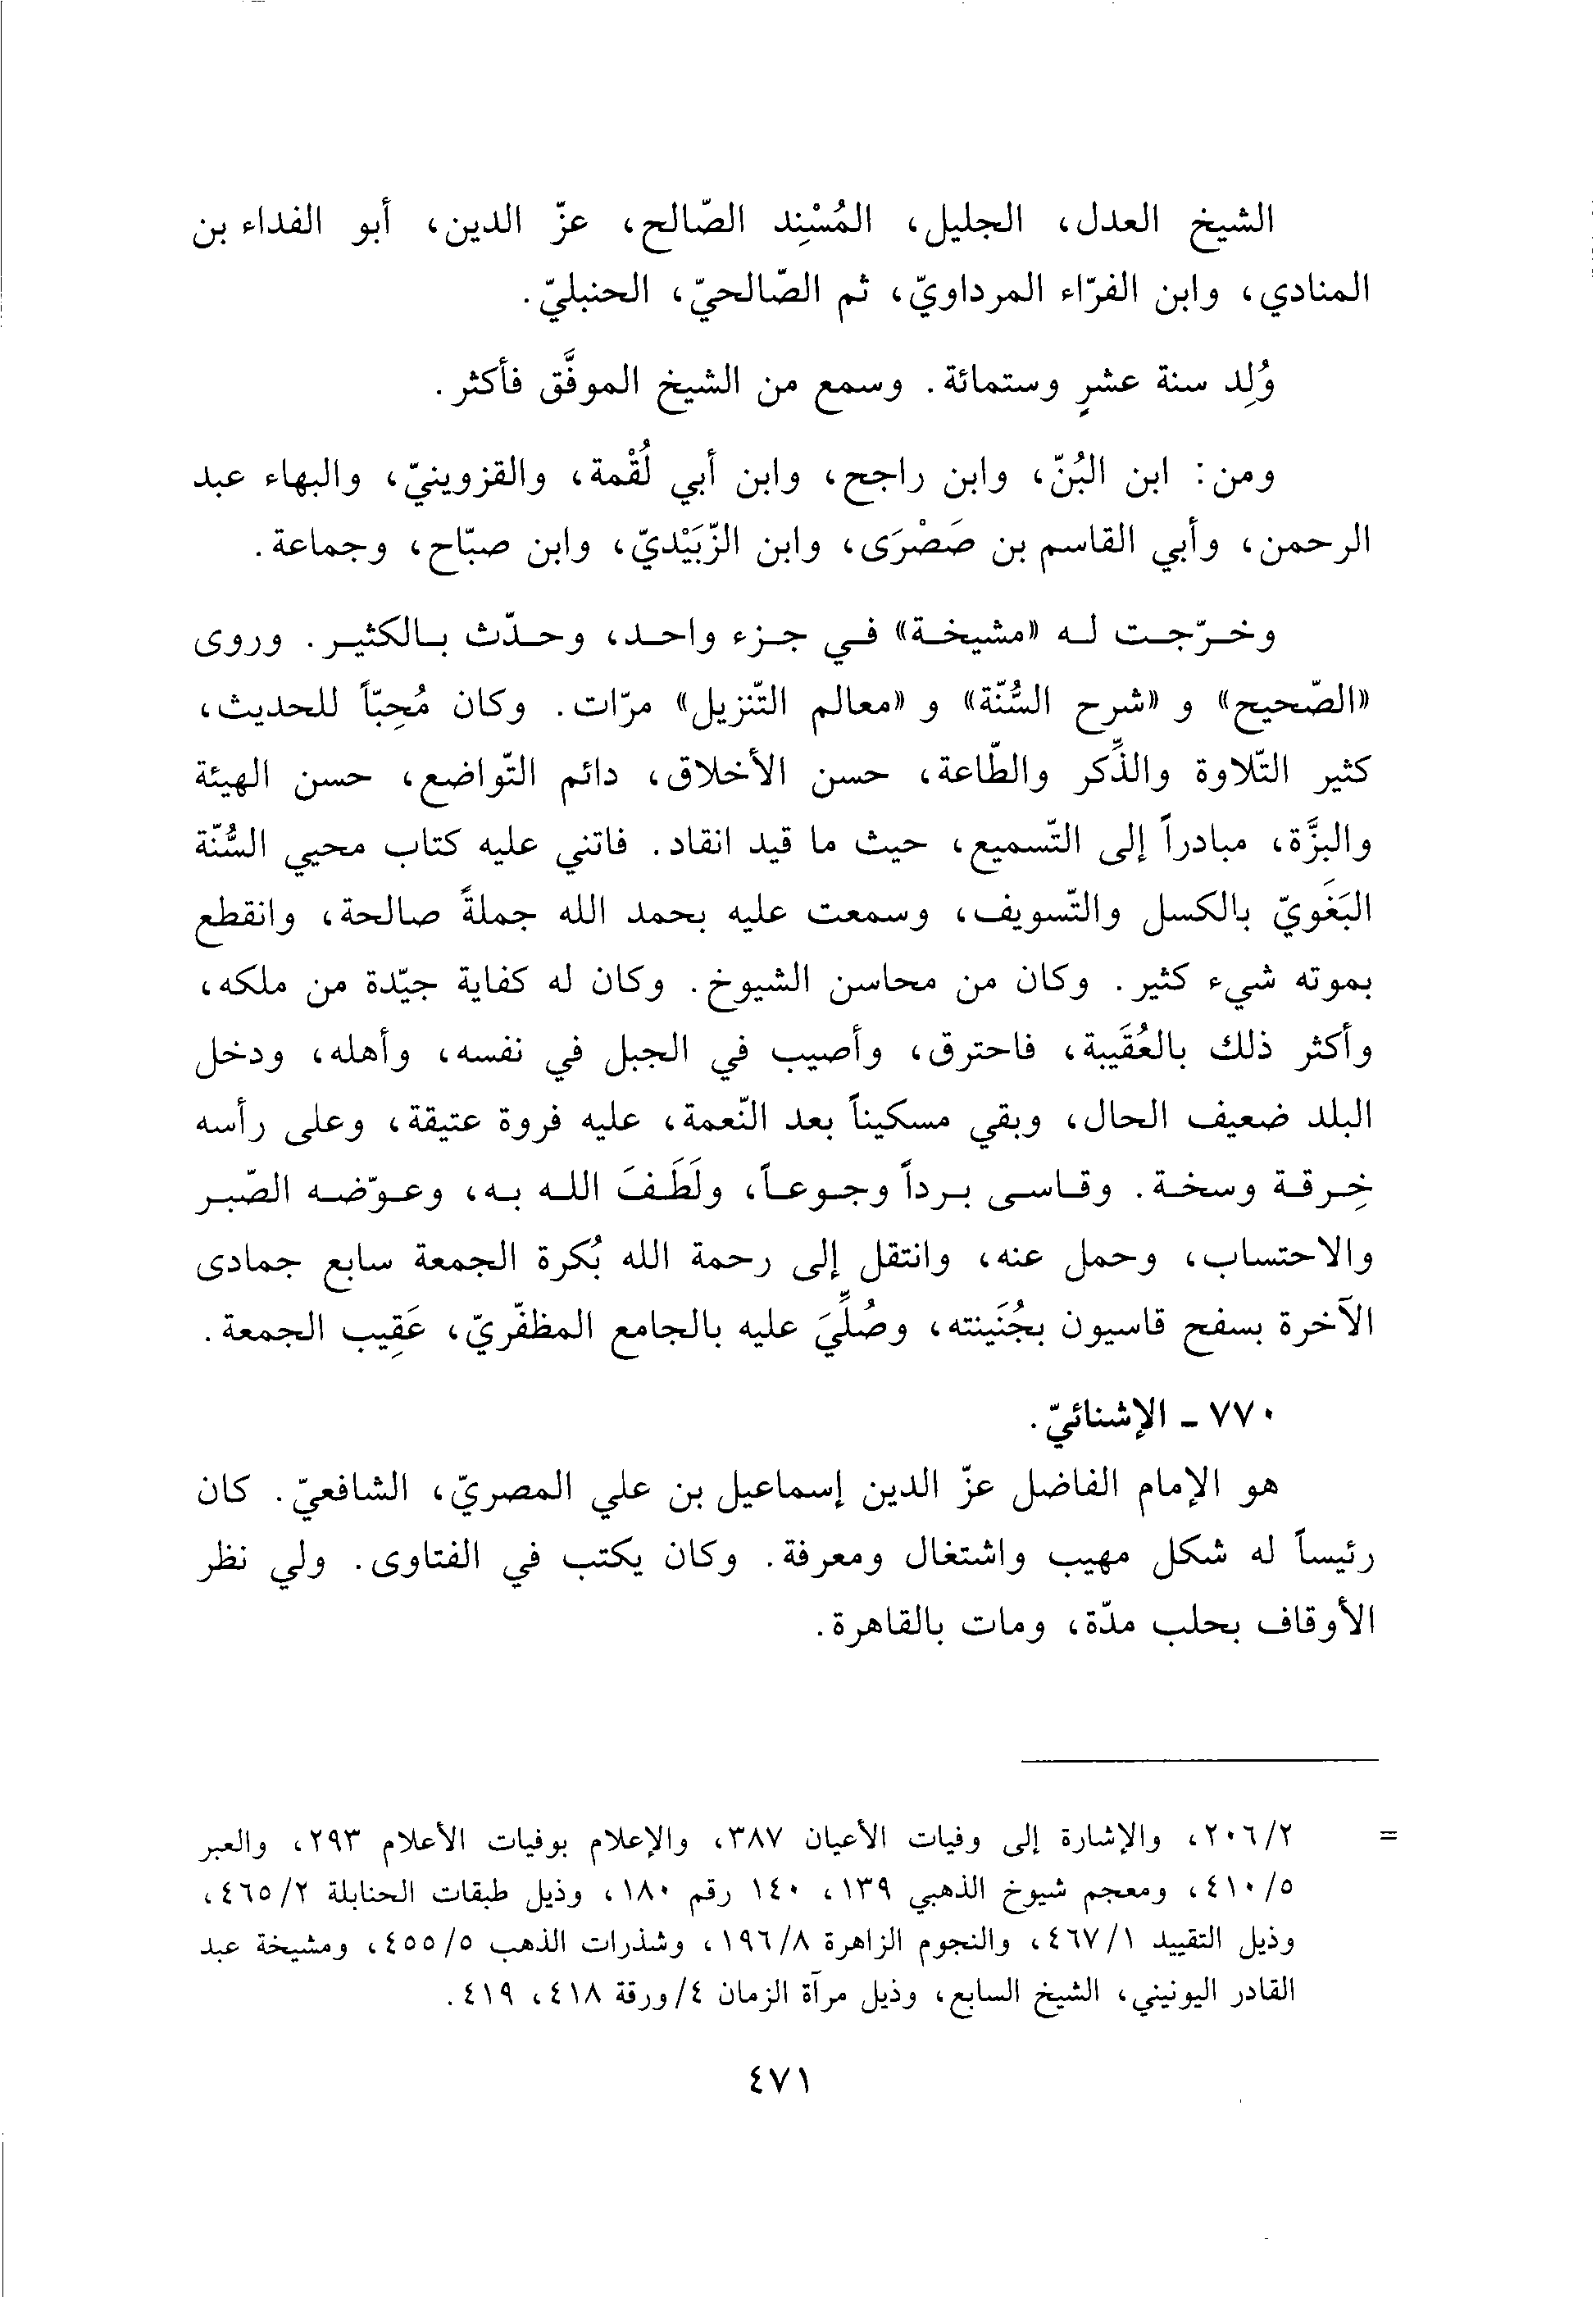 الشيخ العدل، الجليل، المُسْنِد الصّالح، عزّ الدين، أبو الفداء بن
المنادي، وابن الفرّاء المرداويّ، ثم الصّالحيّ، الحنبليّ.
وُلِد سنة عشرٍ وستمائة. وسمع من الشيخ الموفَّق فأكثر.
ومن: ابن البُنّ، وابن راجح، وابن أبي لُقْمة، والقزوينيّ، والبهاء عبد
الرحمن، وأبي القاسم بن صَصْرَى، وابن الزّبَيْديّ، وابن صبّاح، وجماعة.
وخرّجت له «مشيخة» في جزء واحد، وحدّث بالكثير. وروى
«الصّحيح» و «شرح السُّنّة» و «معالم التّنزيل» مرّات. وكان مُحِبّاً للحديث،
كثير التّلاوة والذِّكر والطّاعة، حسن الأخلاق، دائم التّواضع، حسن الهيئة
والبزَّة، مبادراً إلى التّسميع، حيث ما قيد انقاد. فاتني عليه كتاب محيي السُّنّة
البَغَويّ بالكسل والتّسويف، وسمعت عليه بحمد الله جملةً صالحة، وانقطع
بموته شيء كثير. وكان من محاسن الشيوخ. وكان له كفاية جيّدة من ملكه،
وأكثر ذلك بالعُقَيبة، فاحترق، وأصيب في الجبل في نفسه، وأهله، ودخل
البلد ضعيف الحال، وبقي مسكيناً بعد النّعمة، عليه فروة عتيقة، وعلى رأسه
خِرقة وسخة. وقاسى برداً وجوعاً، ولَطَفَ الله به، وعوّضه الصّبر
والاحتساب، وحمل عنه، وانتقل إلى رحمة الله بُكرة الجمعة سابع جمادى
الآخرة بسفح قاسيون بجُنَينته، وصُلِّيَ عليه بالجامع المظفّريّ، عَقِيب الجمعة.
٧٧٠ - الإشنائيّ.
هو الإمام الفاضل عزّ الدين إسماعيل بن علي المصريّ، الشافعيّ. كان
رئيساً له شكل مهيب واشتغال ومعرفة. وكان يكتب في الفتاوى. ولي نظر
الأوقاف بحلب مدّة، ومات بالقاهرة.
= ٢٠٦/٢، والإشارة إلى وفيات الأعيان ٣٨٧، والإعلام بوفيات الأعلام ٢٩٣، والعبر
٤١٠/٥، ومعجم شيوخ الذهبي ١٣٩، ١٤٠ رقم ١٨٠، وذيل طبقات الحنابلة ٤٦٥/٢،
وذيل التقييد ٤٦٧/١، والنجوم الزاهرة ١٩٦/٨، وشذرات الذهب ٤٥٥/٥، ومشيخة عبد
القادر اليونيني، الشيخ السابع، وذيل مرآة الزمان ٤/ورقة ٤١٨، ٤١٩.
٤٧١